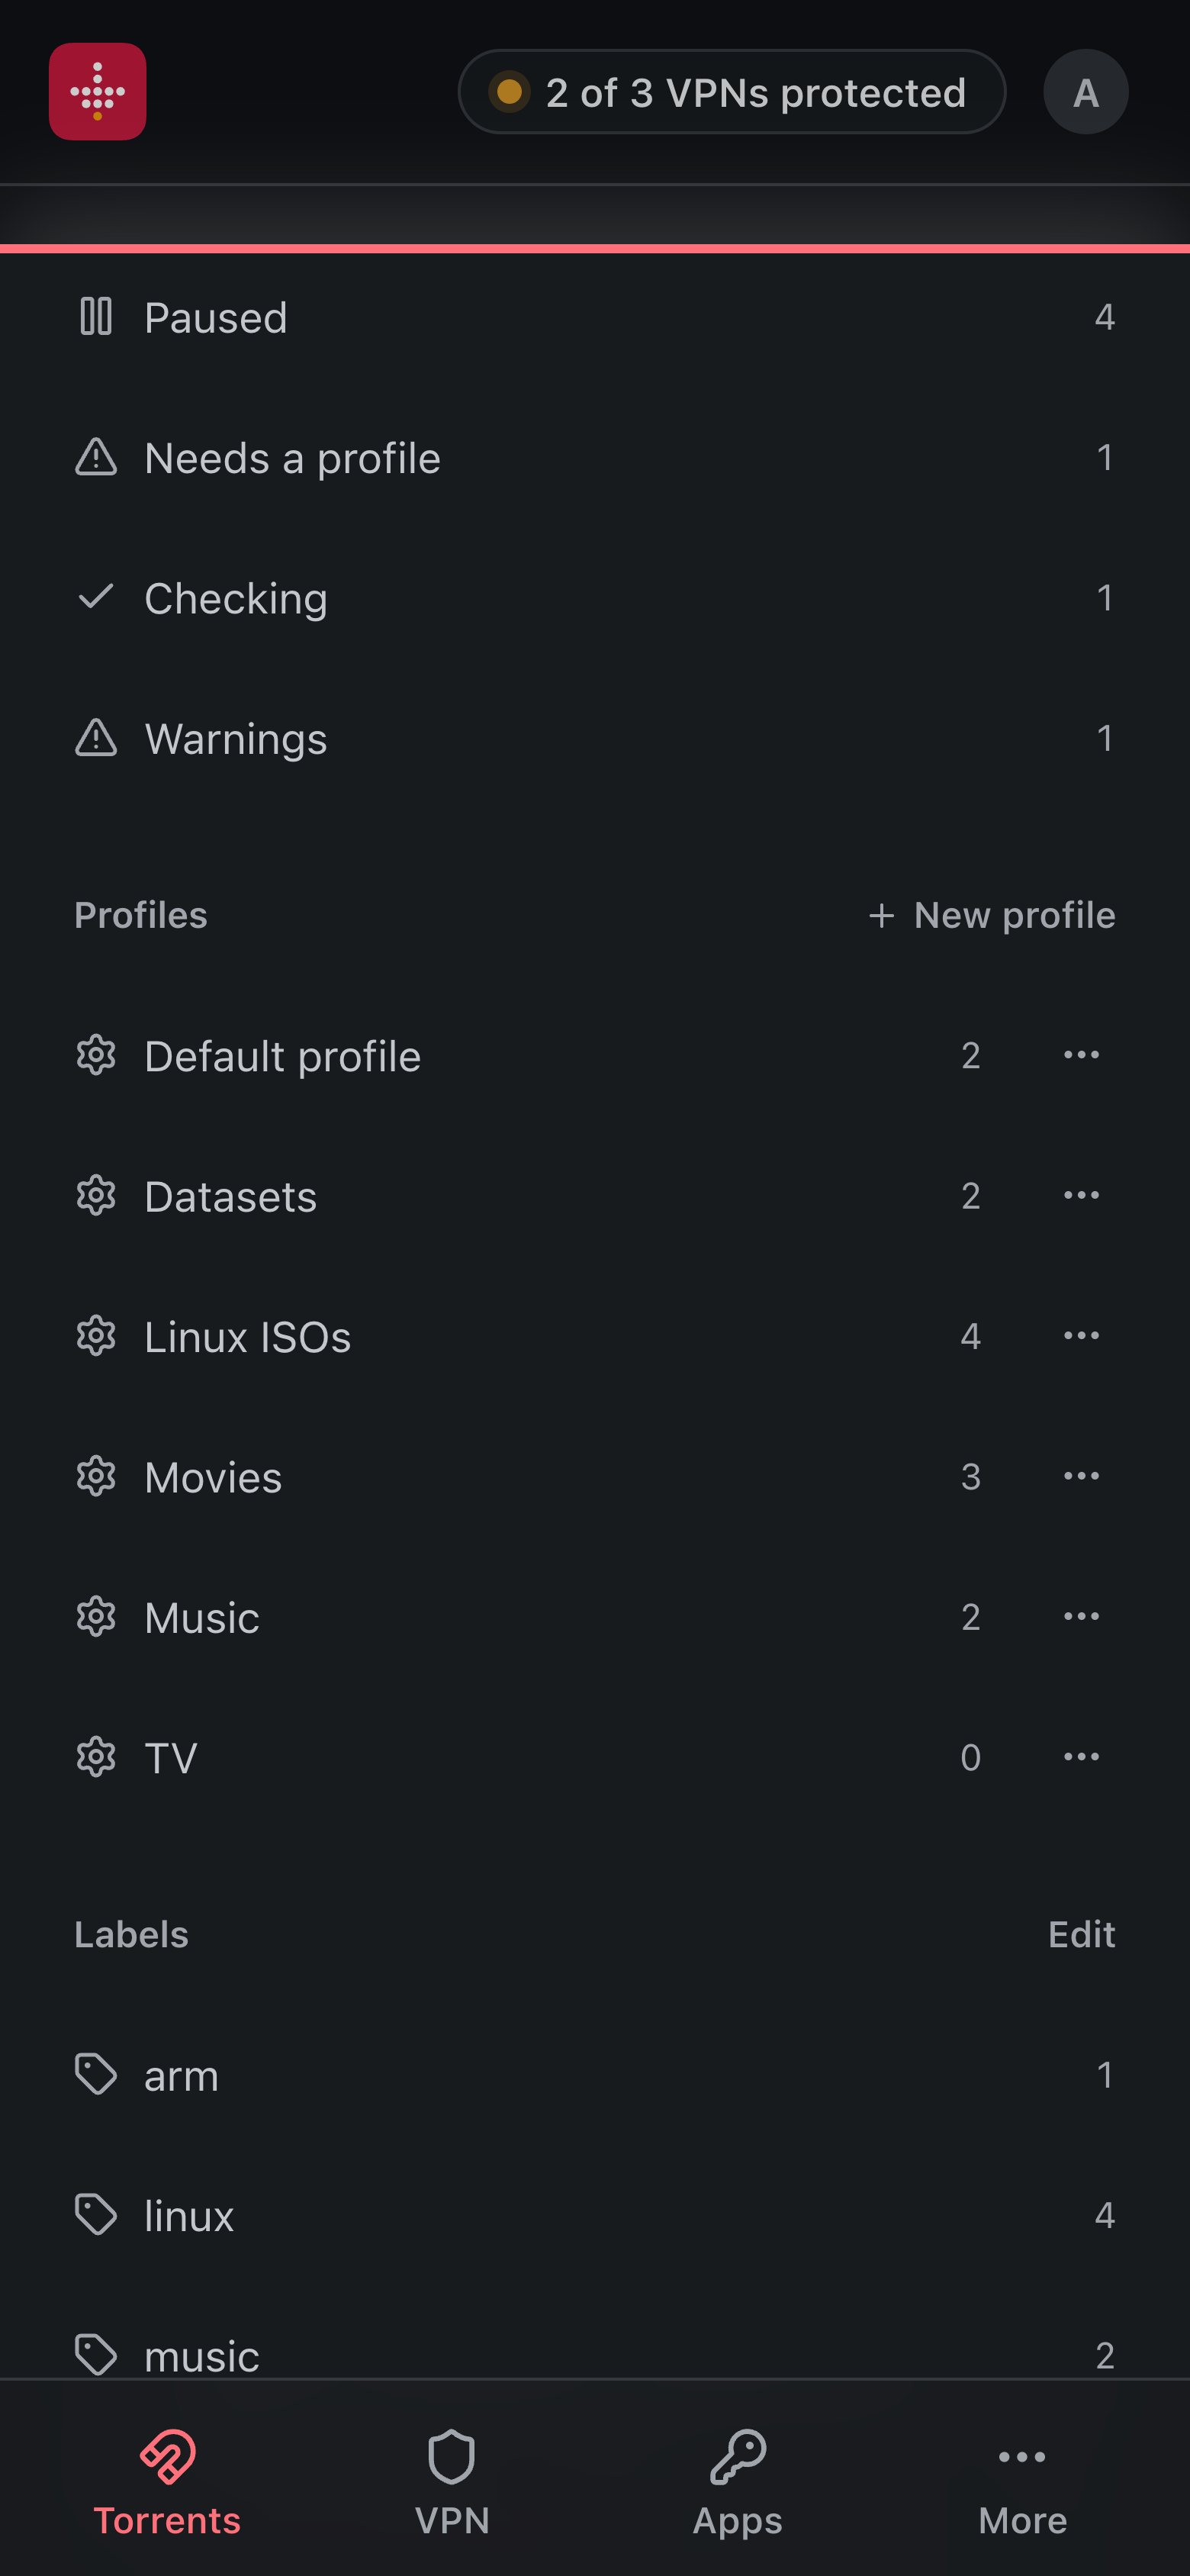 2 of 3 VPNs protected
A
Paused 4
Needs a profile 1
Checking 1
Warnings 1
Profiles + New profile
Default profile 2
Datasets 2
Linux ISOs 4
Movies 3
Music 2
TV 0
Labels Edit
arm 1
linux 4
music 2
Torrents VPN Apps More